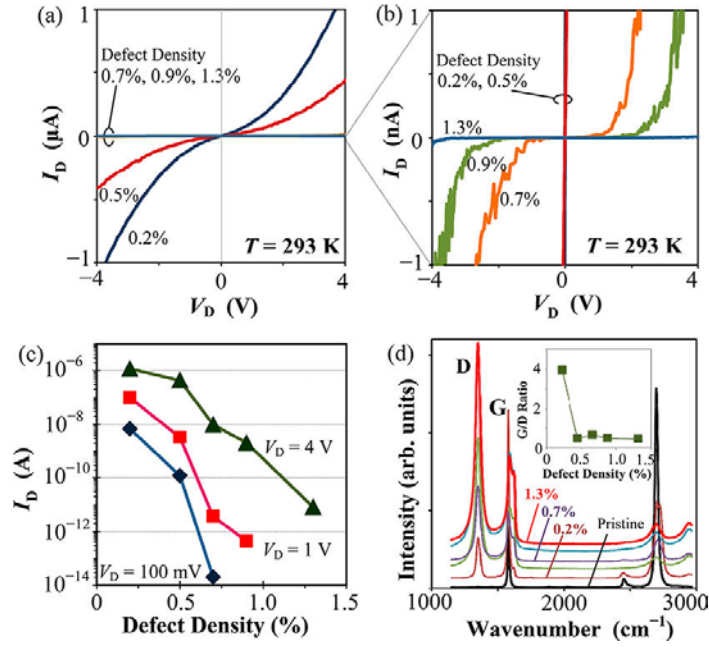 (a)
1
0
−1
I_D (μA)
Defect Density
0.7%, 0.9%, 1.3%
0.5%
0.2%
T = 293 K
−4
0
4
V_D (V)
(b)
1
0
−1
I_D (nA)
Defect Density
0.2%, 0.5%
1.3%
0.9%
0.7%
T = 293 K
−4
−2
0
2
4
V_D (V)
(c)
10⁻⁶
10⁻⁸
10⁻¹⁰
10⁻¹²
10⁻¹⁴
I_D (A)
V_D = 4 V
V_D = 1 V
V_D = 100 mV
0.0
0.5
1.0
1.5
Defect Density (%)
(d)
Intensity (arb. units)
D
G
4
2
0
G/D Ratio
0.0
0.5
1.0
Defect Density (%)
1.3%
0.7%
0.2%
Pristine
1000
2000
3000
Wavenumber (cm⁻¹)